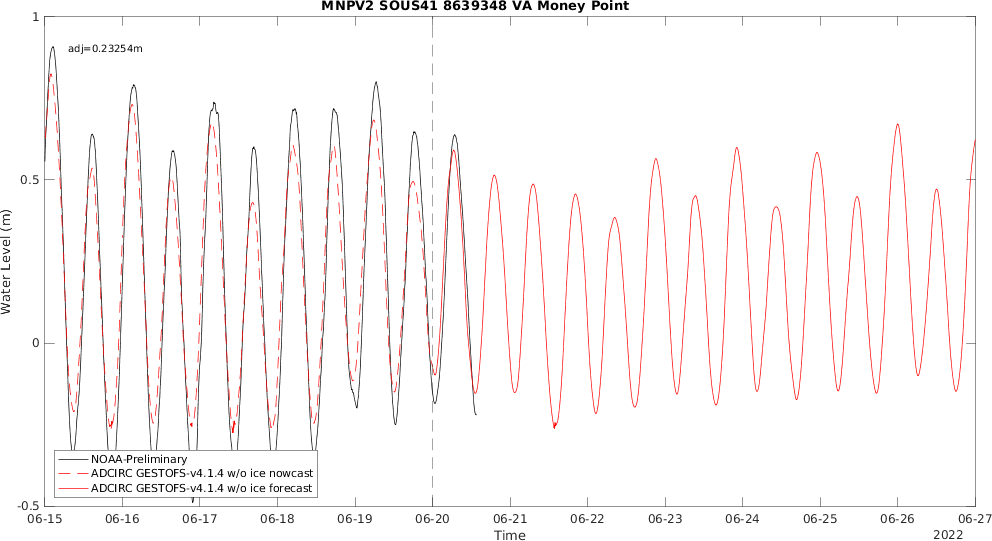 MNPV2 SOUS41 8639348 VA Money Point
adj=0.23254m
1
0.5
0
-0.5
Water Level (m)
NOAA-Preliminary
ADCIRC GESTOFS-v4.1.4 w/o ice nowcast
ADCIRC GESTOFS-v4.1.4 w/o ice forecast
06-15 06-16 06-17 06-18 06-19 06-20 06-21 06-22 06-23 06-24 06-25 06-26 06-27
Time
2022